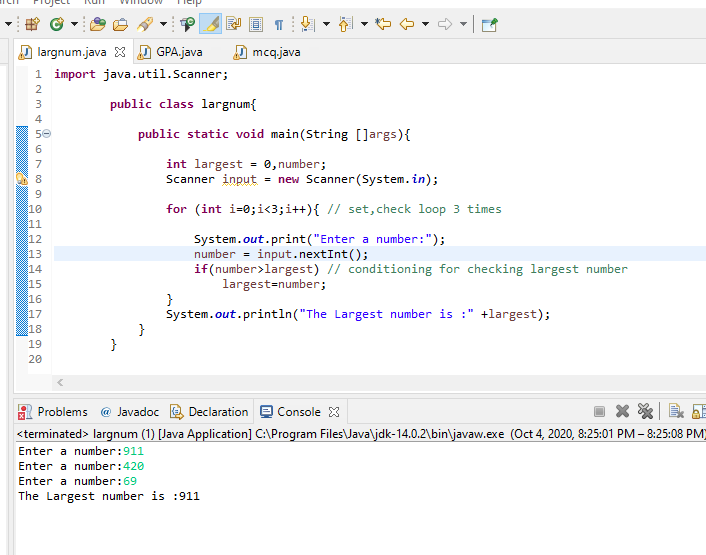 arch Project Run Window Help
largnum.java GPA.java mcq.java
1 import java.util.Scanner;
2
3 public class largnum{
4
5 public static void main(String []args){
6
7 int largest = 0,number;
8 Scanner input = new Scanner(System.in);
9
10 for (int i=0;i<3;i++){ // set,check loop 3 times
11
12 System.out.print("Enter a number:");
13 number = input.nextInt();
14 if(number>largest) // conditioning for checking largest number
15 largest=number;
16 }
17 System.out.println("The Largest number is :" +largest);
18 }
19 }
20
Problems @ Javadoc Declaration Console
<terminated> largnum (1) [Java Application] C:\Program Files\Java\jdk-14.0.2\bin\javaw.exe (Oct 4, 2020, 8:25:01 PM – 8:25:08 PM)
Enter a number:911
Enter a number:420
Enter a number:69
The Largest number is :911